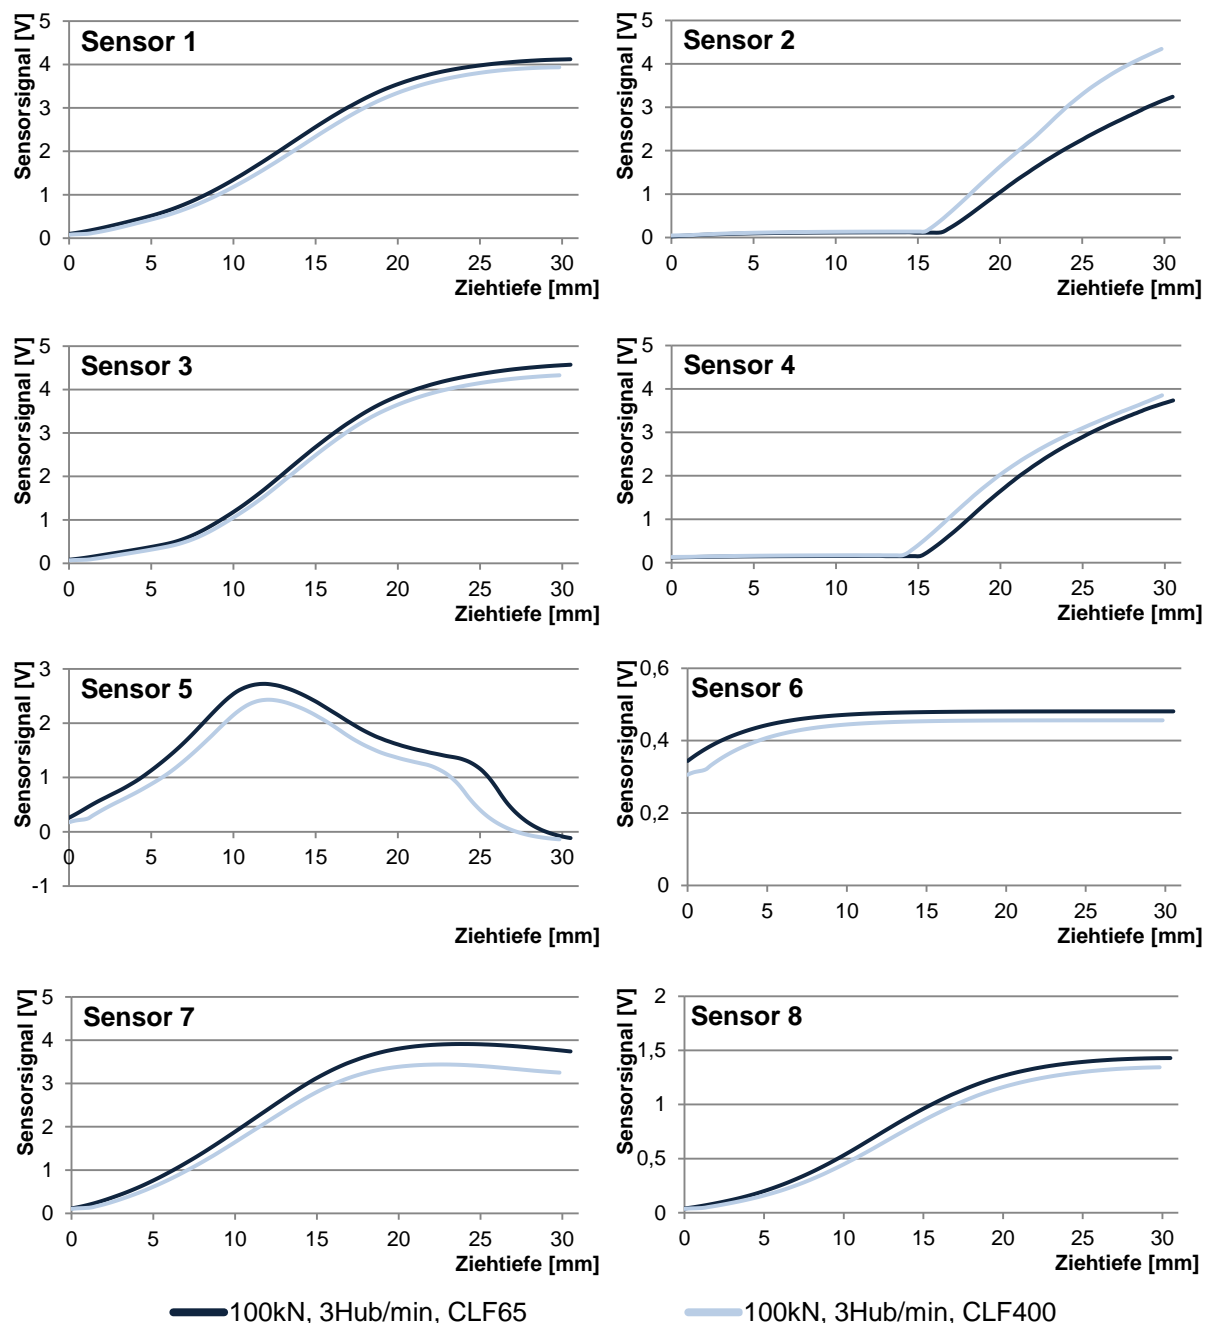 Sensor 1
Sensorsignal [V]
5
4
3
2
1
0
0 5 10 15 20 25 30
Ziehtiefe [mm]
Sensor 2
Sensorsignal [V]
5
4
3
2
1
0
0 5 10 15 20 25 30
Ziehtiefe [mm]
Sensor 3
Sensorsignal [V]
5
4
3
2
1
0
0 5 10 15 20 25 30
Ziehtiefe [mm]
Sensor 4
Sensorsignal [V]
5
4
3
2
1
0
0 5 10 15 20 25 30
Ziehtiefe [mm]
Sensor 5
Sensorsignal [V]
3
2
1
0
-1
0 5 10 15 20 25 30
Ziehtiefe [mm]
Sensor 6
Sensorsignal [V]
0,6
0,4
0,2
0
0 5 10 15 20 25 30
Ziehtiefe [mm]
Sensor 7
Sensorsignal [V]
5
4
3
2
1
0
0 5 10 15 20 25 30
Ziehtiefe [mm]
Sensor 8
Sensorsignal [V]
2
1,5
1
0,5
0
0 5 10 15 20 25 30
Ziehtiefe [mm]
100kN, 3Hub/min, CLF65
100kN, 3Hub/min, CLF400